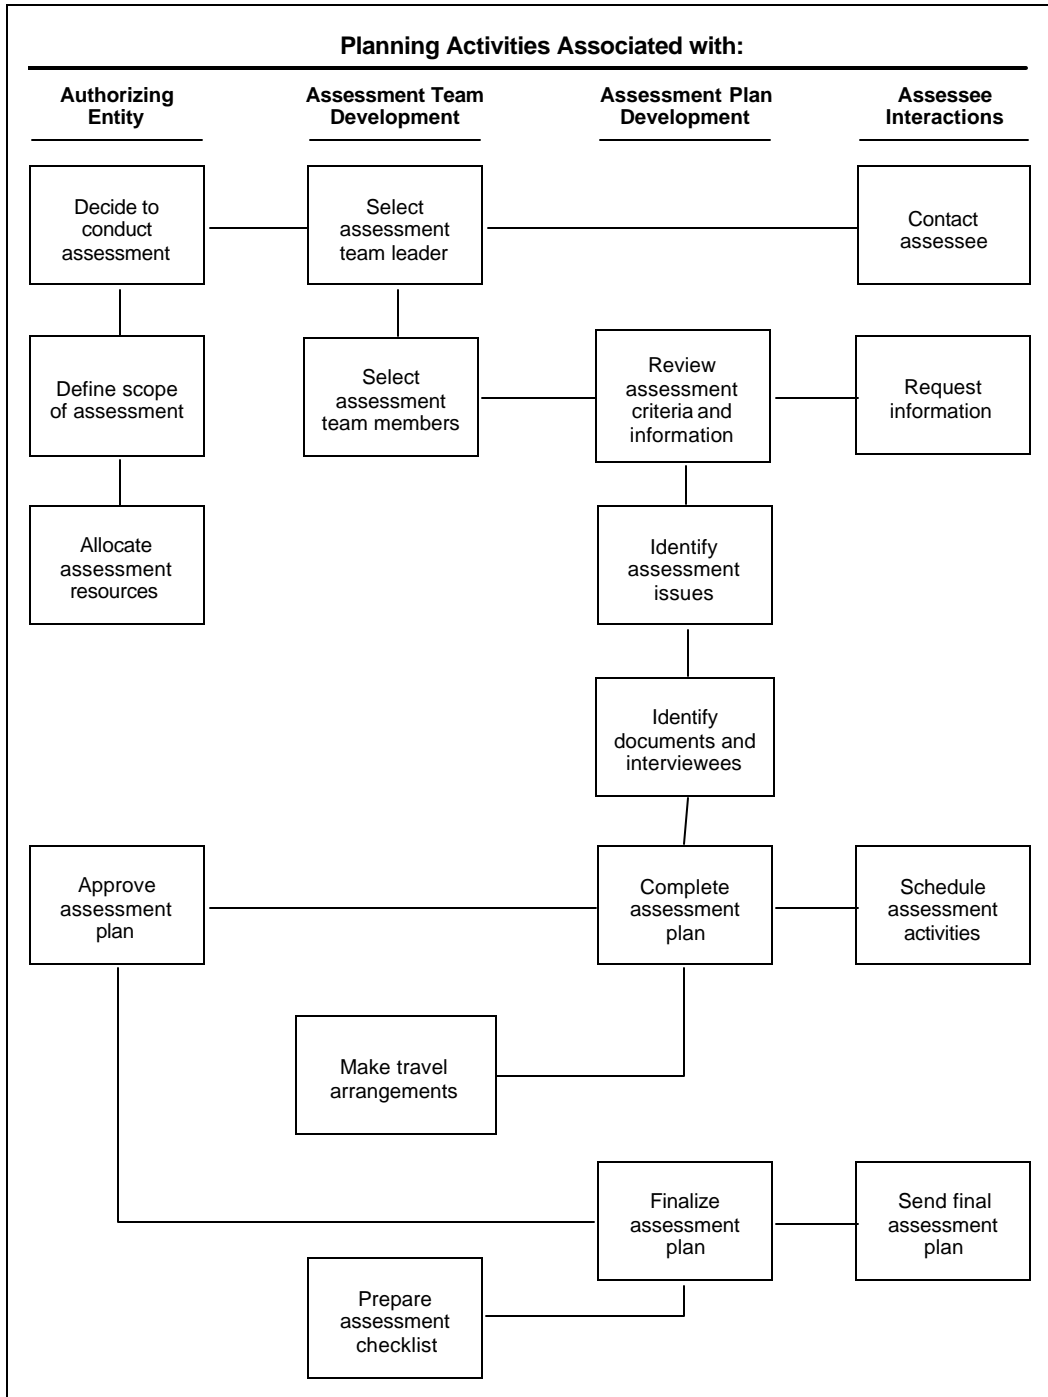 Planning Activities Associated with:
Authorizing
Entity
Assessment Team
Development
Assessment Plan
Development
Assessee
Interactions
Decide to
conduct
assessment
Select
assessment
team leader
Contact
assessee
Define scope
of assessment
Select
assessment
team members
Review
assessment
criteria and
information
Request
information
Allocate
assessment
resources
Identify
assessment
issues
Identify
documents and
interviewees
Approve
assessment
plan
Complete
assessment
plan
Schedule
assessment
activities
Make travel
arrangements
Finalize
assessment
plan
Send final
assessment
plan
Prepare
assessment
checklist